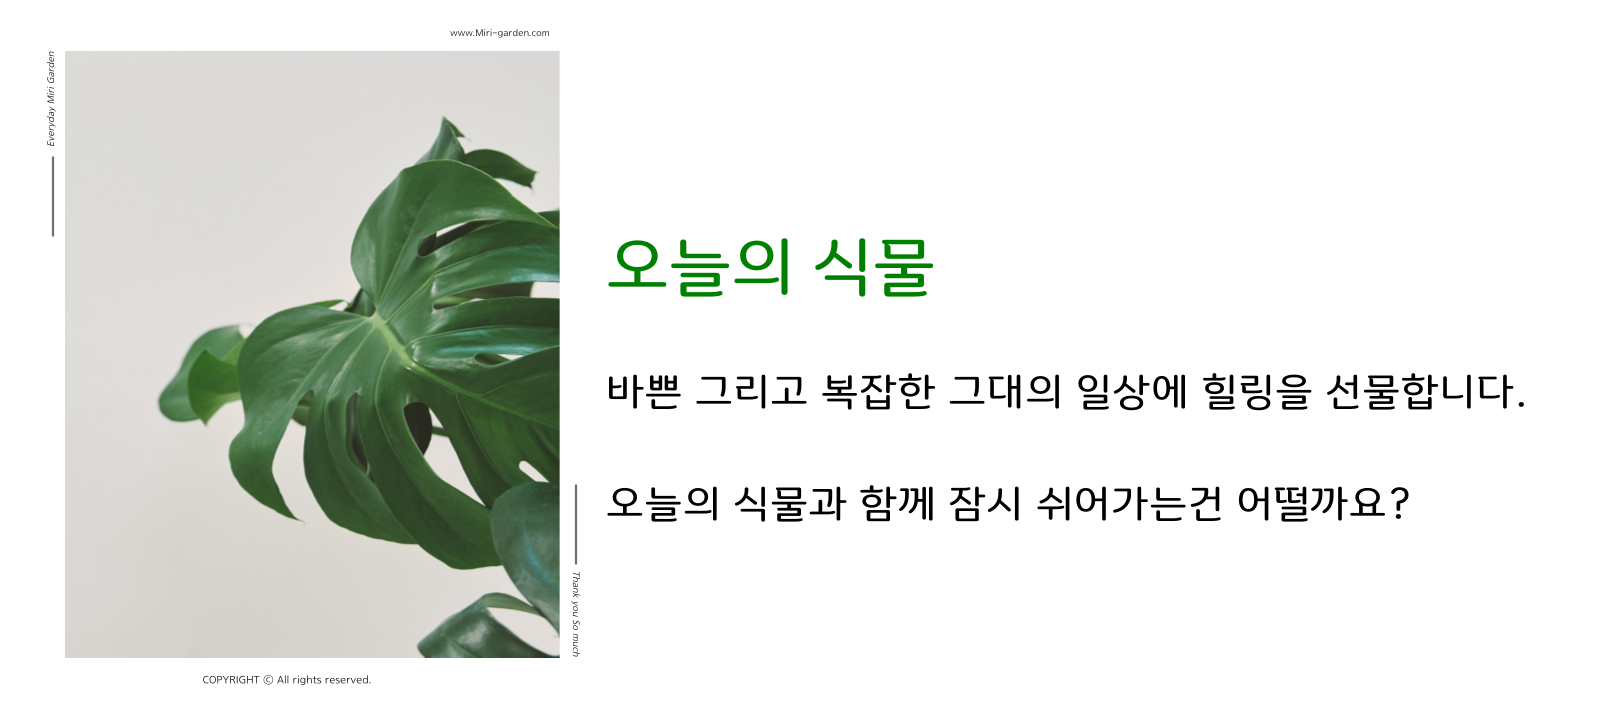 www.Miri-garden.com
Everyday Miri Garden
오늘의 식물
바쁜 그리고 복잡한 그대의 일상에 힐링을 선물합니다.
오늘의 식물과 함께 잠시 쉬어가는건 어떨까요?
Thank you So much
COPYRIGHT ⓒ All rights reserved.